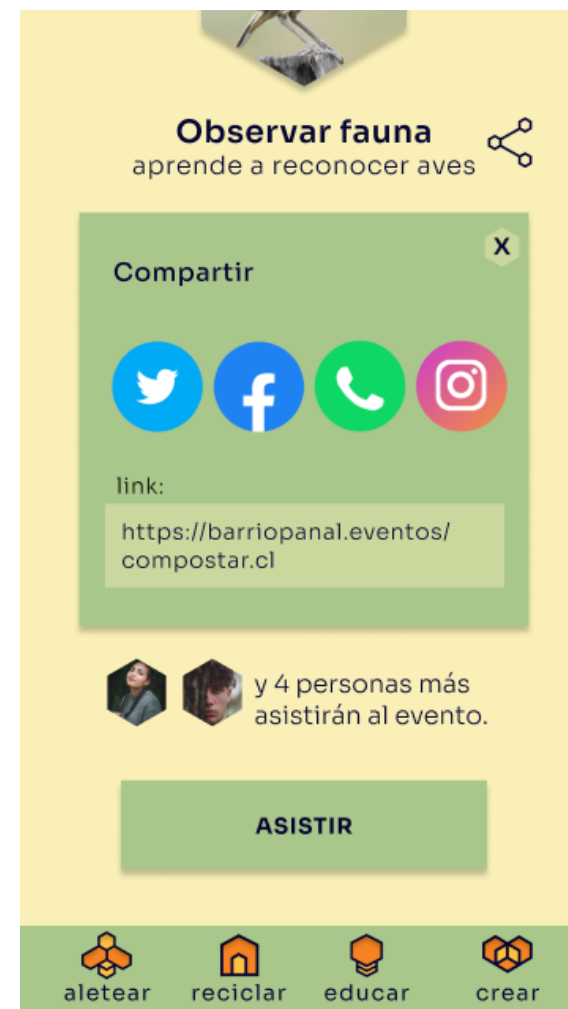 Observar fauna
aprende a reconocer aves
X
Compartir
link:
https://barriopanal.eventos/
compostar.cl
y 4 personas más
asistirán al evento.
ASISTIR
aletear reciclar educar crear